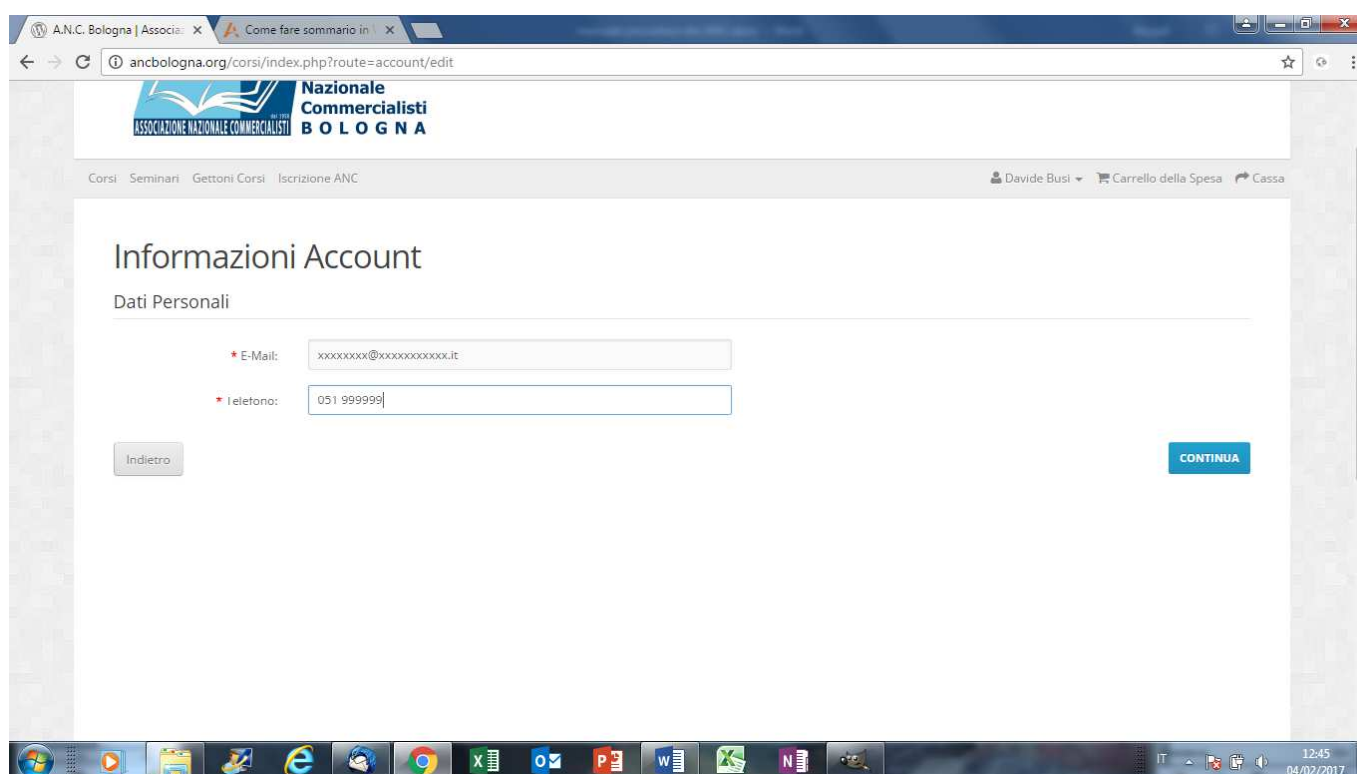 A.N.C. Bologna | Associa
Come fare sommario in
ancbologna.org/corsi/index.php?route=account/edit
Nazionale
Commercialisti
BOLOGNA
dal 1950
ASSOCIAZIONE NAZIONALE COMMERCIALISTI
Corsi Seminari Gettoni Corsi Iscrizione ANC
Davide Busi Carrello della Spesa Cassa
Informazioni Account
Dati Personali
* E-Mail: xxxxxxxx@xxxxxxxxxxx.it
* Telefono: 051 999999
Indietro
CONTINUA
IT
12:45
04/02/2017